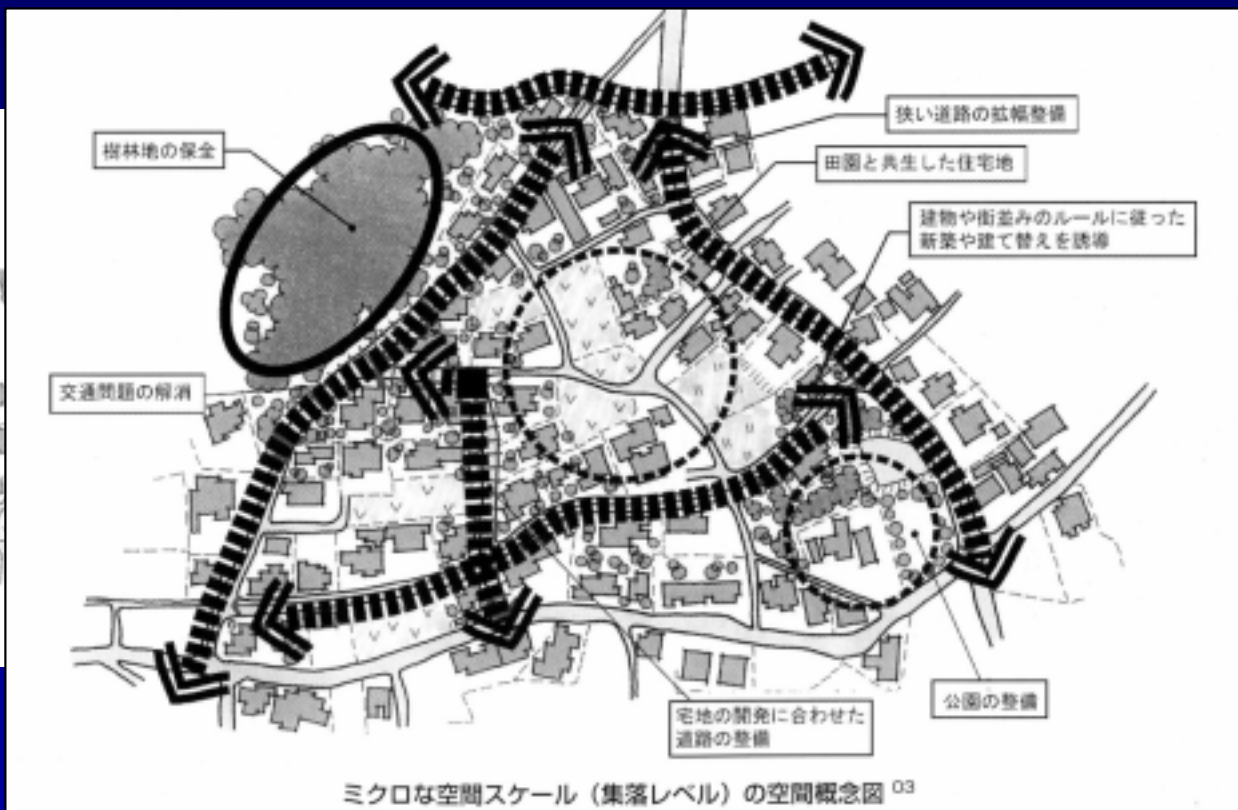 樹林地の保全
狭い道路の拡幅整備
田園と共生した住宅地
建物や街並みのルールに従った
新築や建て替えを誘導
交通問題の解消
公園の整備
宅地の開発に合わせた
道路の整備
ミクロな空間スケール（集落レベル）の空間概念図 03